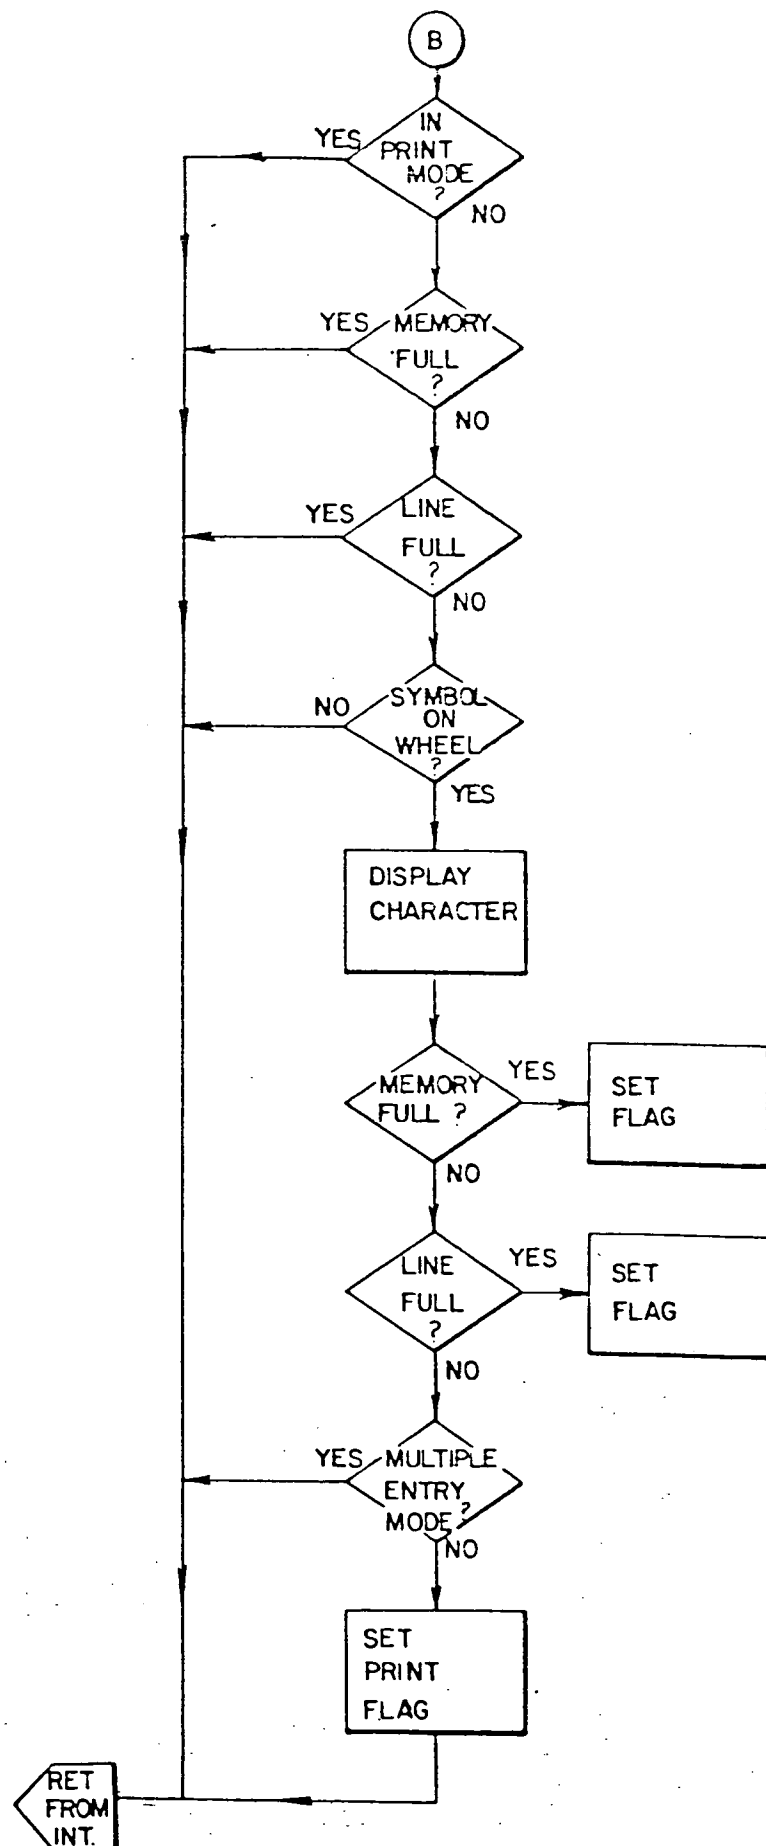 B
IN
PRINT
MODE
?
YES
NO
MEMORY
FULL
?
YES
NO
LINE
FULL
?
YES
NO
SYMBOL
ON
WHEEL
?
NO
YES
DISPLAY
CHARACTER
MEMORY
FULL ?
YES
SET
FLAG
NO
LINE
FULL
?
YES
SET
FLAG
NO
MULTIPLE
ENTRY
MODE ?
YES
NO
SET
PRINT
FLAG
RET
FROM
INT.